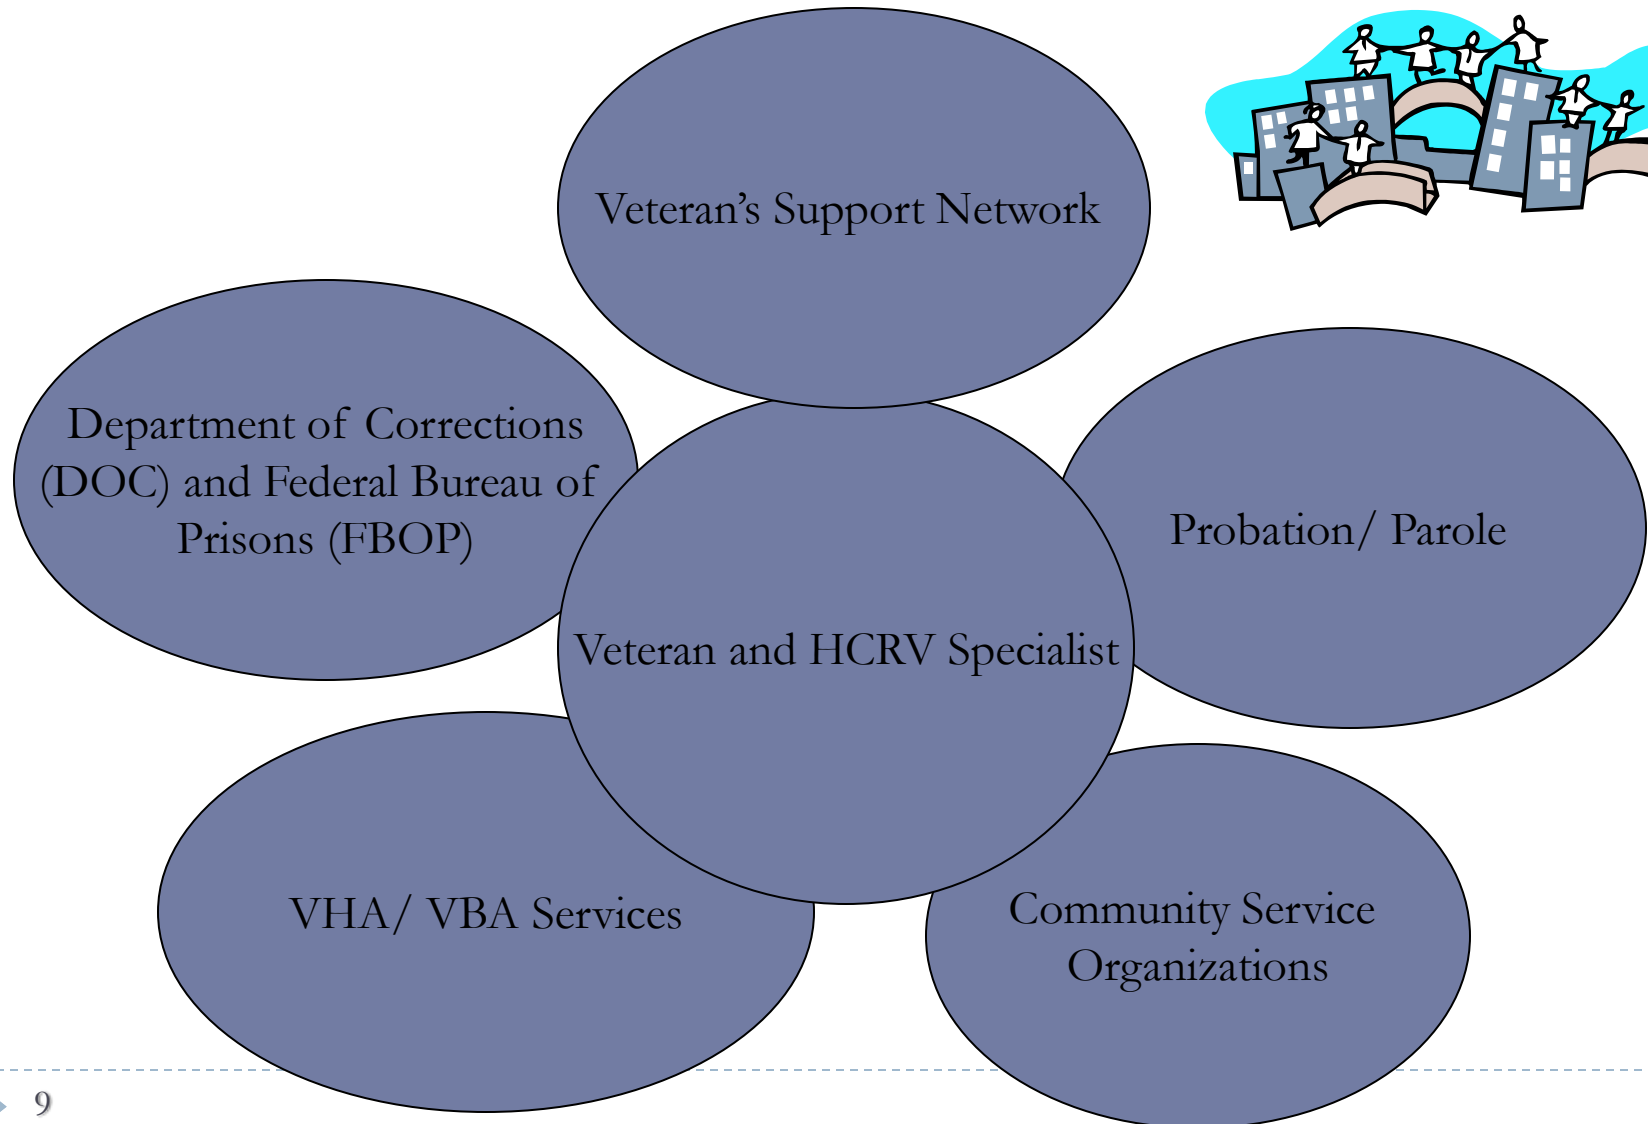 Veteran’s Support Network
Department of Corrections
(DOC) and Federal Bureau of
Prisons (FBOP)
Probation/ Parole
Veteran and HCRV Specialist
VHA/ VBA Services
Community Service
Organizations
9